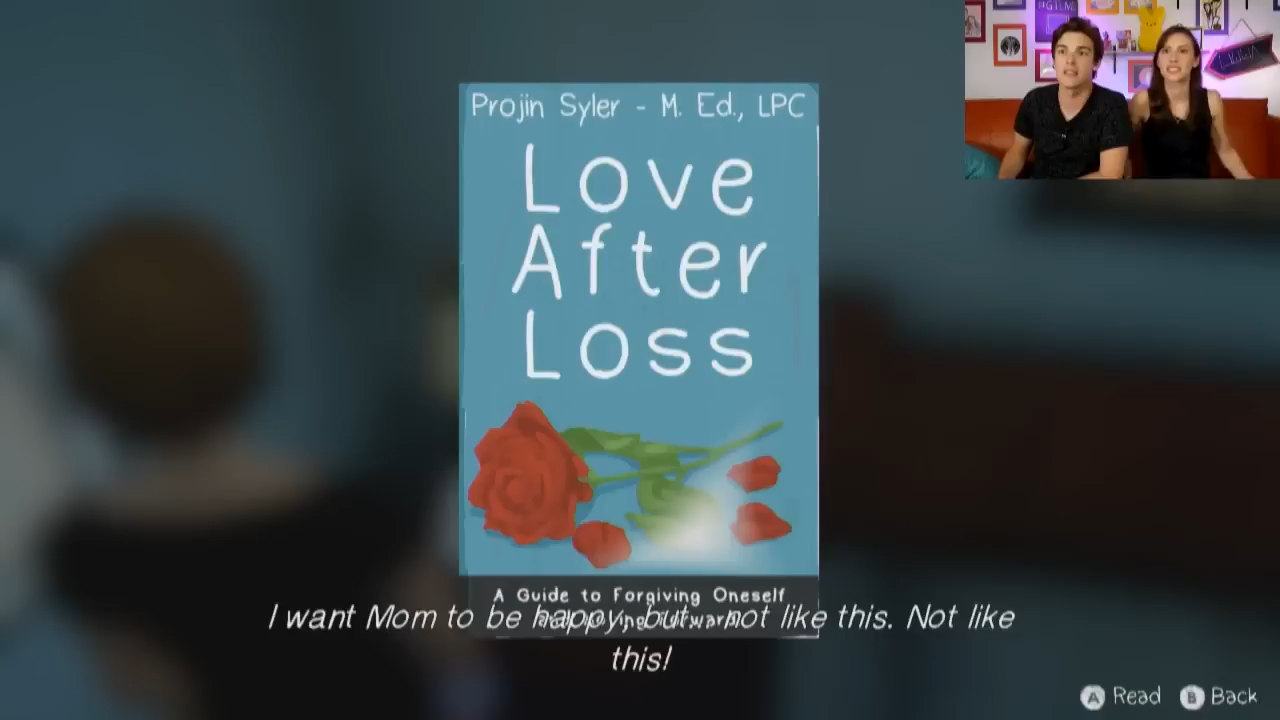 #GTLIVE
Projin Syler - M. Ed., LPC
Love
After
Loss
A Guide to Forgiving Oneself
I want Mom to be happy, but... not like this. Not like
this!
A Read B Back